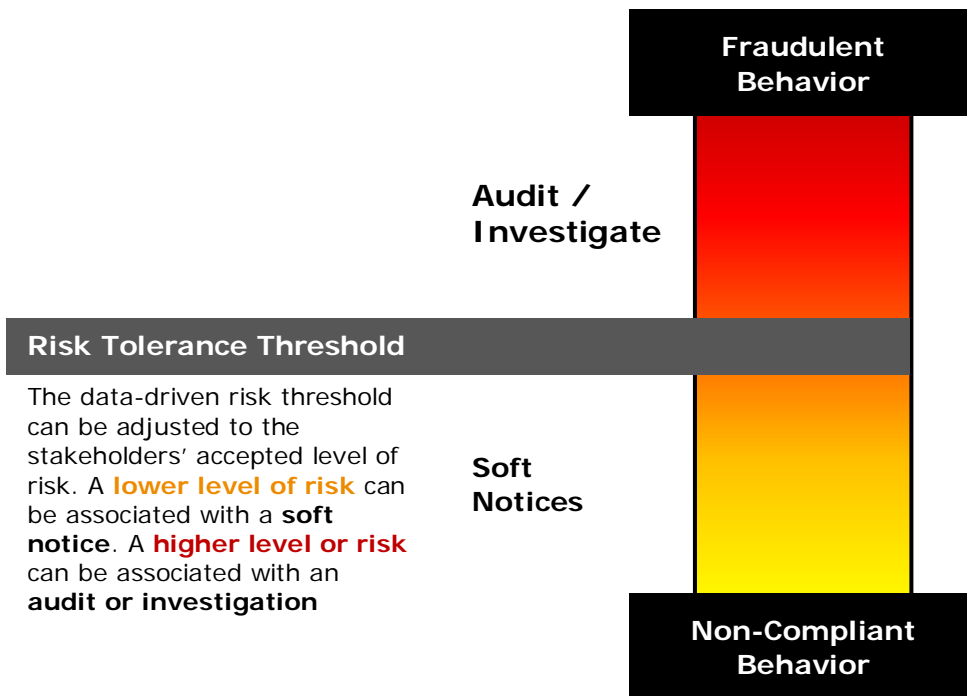 Fraudulent
Behavior
Audit /
Investigate
Risk Tolerance Threshold
The data-driven risk threshold
can be adjusted to the
stakeholders’ accepted level of
risk. A lower level of risk can
be associated with a soft
notice. A higher level or risk
can be associated with an
audit or investigation
Soft
Notices
Non-Compliant
Behavior